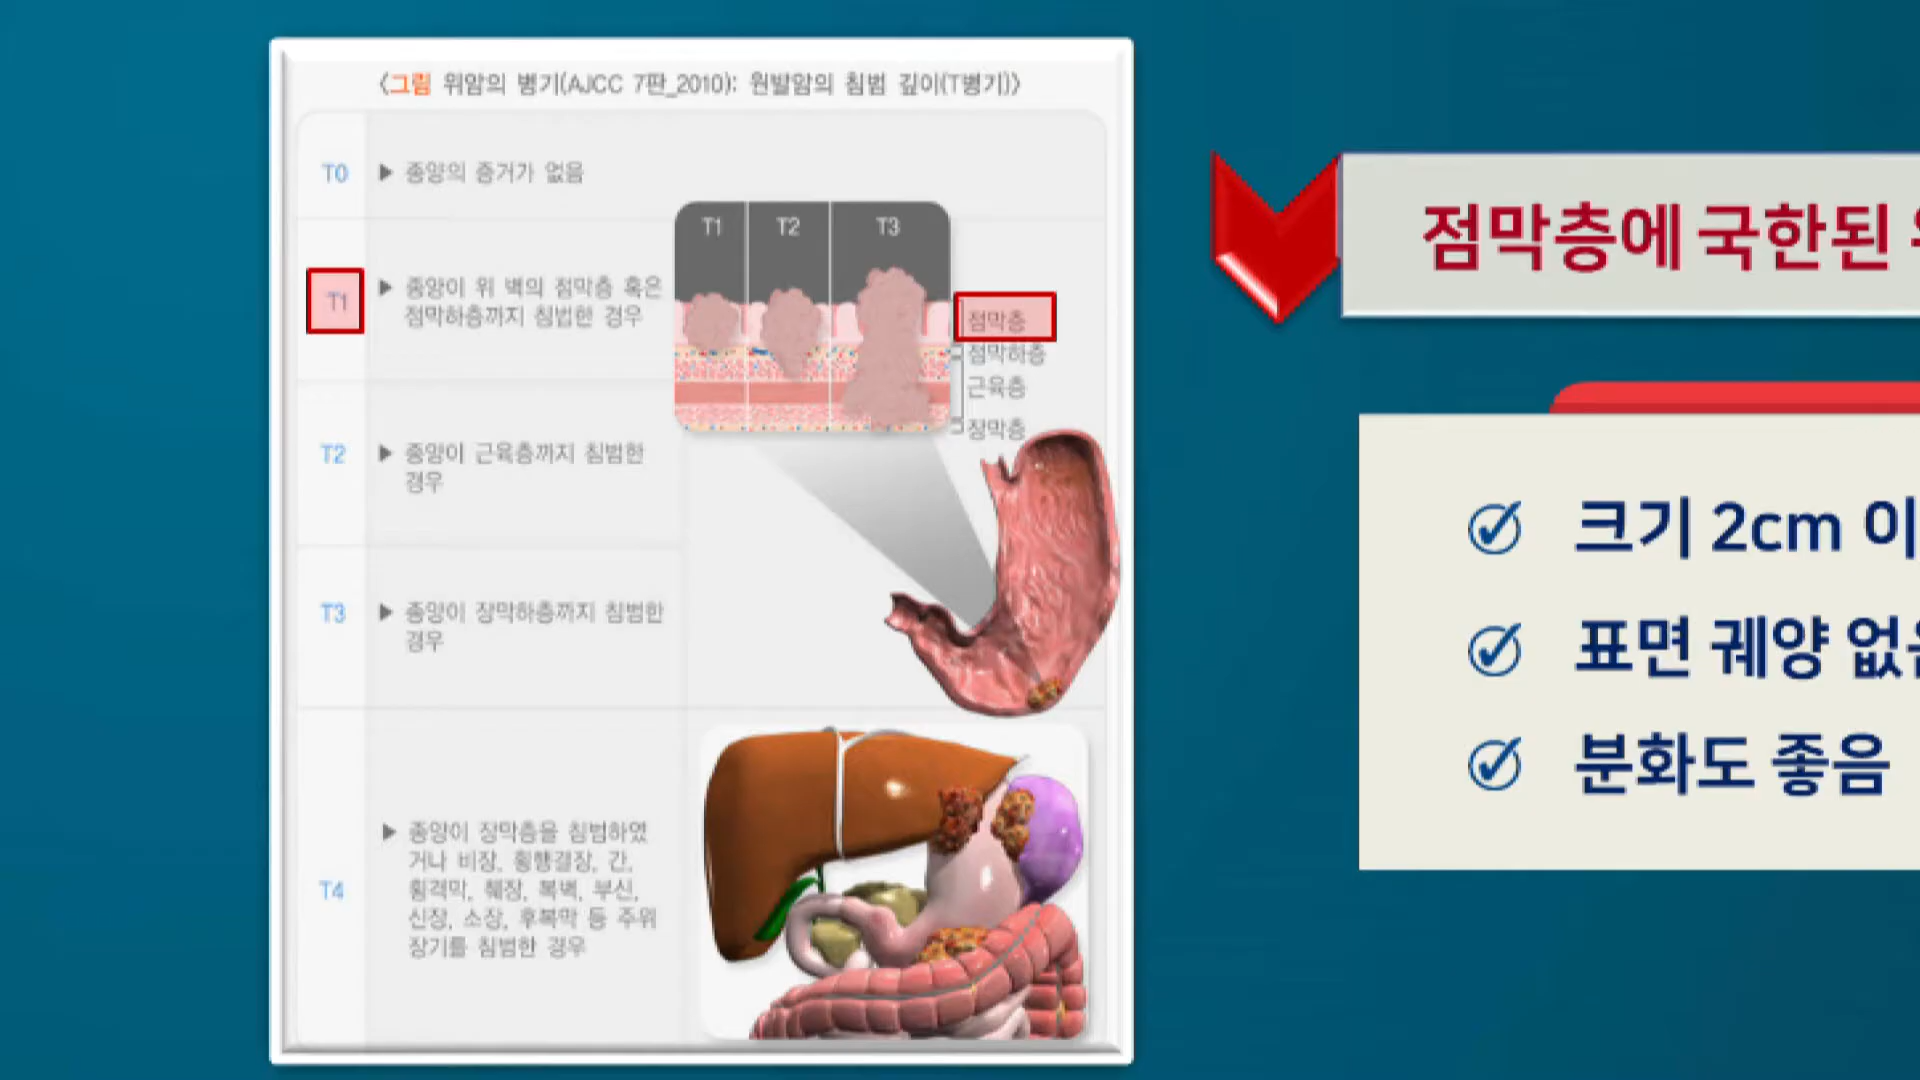 〈그림 위암의 병기(AJCC 7판_2010): 원발암의 침범 깊이(T병기)〉
T0 ▶ 종양의 증거가 없음
T1 ▶ 종양이 위 벽의 점막층 혹은
점막하층까지 침법한 경우
T2 ▶ 종양이 근육층까지 침범한
경우
T3 ▶ 종양이 장막하층까지 침범한
경우
T4 ▶ 종양이 장막층을 침범하였
거나 비장, 횡행결장, 간,
횡격막, 췌장, 복벽, 부신,
신장, 소장, 후복막 등 주위
장기를 침범한 경우
T1 T2 T3
점막층
점막하층
근육층
장막층
점막층에 국한된
크기 2cm 이
표면 궤양 없음
분화도 좋음